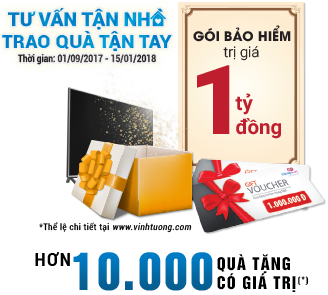 TƯ VẤN TẬN NHÀ
TRAO QUÀ TẬN TAY
Thời gian: 01/09/2017 - 15/01/2018
GÓI BẢO HIỂM
trị giá
1 tỷ
đồng
GIFT
VOUCHER
1.000.000 Đ
*Thể lệ chi tiết tại www.vinhtuong.com
HƠN 10.000 QUÀ TẶNG
CÓ GIÁ TRỊ(*)